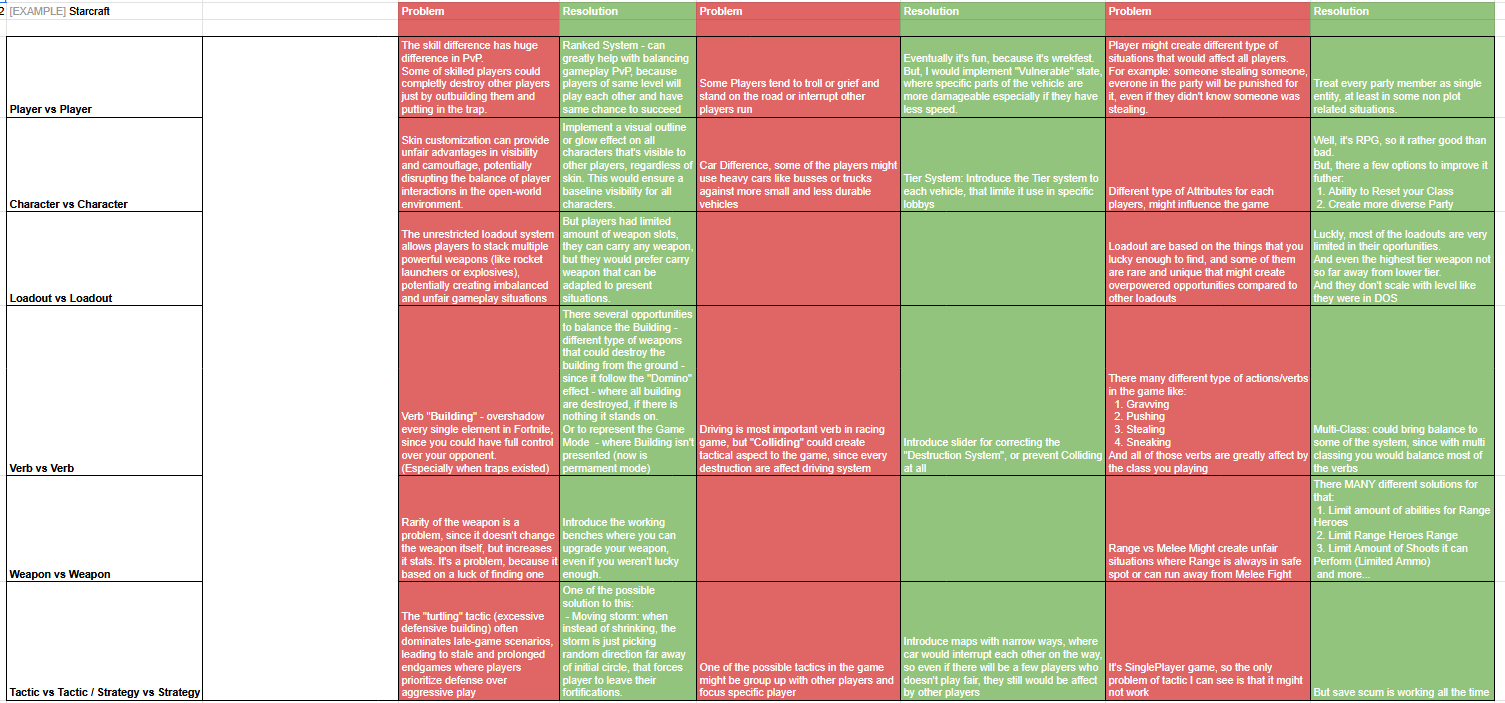 2 [EXAMPLE] Starcraft
Problem
Resolution
Problem
Resolution
Problem
Resolution
Player vs Player
The skill difference has huge
difference in PvP.
Some of skilled players could
completly destroy other players
just by outbuilding them and
putting in the trap.
Ranked System - can
greatly help with balancing
gameplay PvP, because
players of same level will
play each other and have
same chance to succeed
Some Players tend to troll or grief and
stand on the road or interrupt other
players run
Eventually it's fun, because it's wrekfest.
But, I would implement "Vulnerable" state,
where specific parts of the vehicle are
more damageable especially if they have
less speed.
Player might create different type of
situations that would affect all players.
For example: someone stealing someone,
everone in the party will be punished for
it, even if they didn't know someone was
stealing.
Treat every party member as single
entity, at least in some non plot
related situations.
Character vs Character
Skin customization can provide
unfair advantages in visibility
and camouflage, potentially
disrupting the balance of player
interactions in the open-world
environment.
Implement a visual outline
or glow effect on all
characters that's visible to
other players, regardless of
skin. This would ensure a
baseline visibility for all
characters.
Car Difference, some of the players might
use heavy cars like busses or trucks
against more small and less durable
vehicles
Tier System: Introduce the Tier system to
each vehicle, that limite it use in specific
lobbys
Different type of Attributes for each
players, might influence the game
Well, it's RPG, so it rather good than
bad.
But, there a few options to improve it
futher:
1. Ability to Reset your Class
2. Create more diverse Party
Loadout vs Loadout
The unrestricted loadout system
allows players to stack multiple
powerful weapons (like rocket
launchers or explosives),
potentially creating imbalanced
and unfair gameplay situations
But players had limited
amount of weapon slots,
they can carry any weapon,
but they would prefer carry
weapon that can be
adapted to present
situations.
Loadout are based on the things that you
lucky enough to find, and some of them
are rare and unique that might create
overpowered opportunities compared to
other loadouts
Luckly, most of the loadouts are very
limited in their oportunities.
And even the highest tier weapon not
so far away from lower tier.
And they don't scale with level like
they were in DOS
Verb vs Verb
Verb "Building" - overshadow
every single element in Fortnite,
since you could have full control
over your opponent.
(Especially when traps existed)
There several opportunities
to balance the Building -
different type of weapons
that could destroy the
building from the ground -
since it follow the "Domino"
effect - where all building
are destroyed, if there is
nothing it stands on.
Or to represent the Game
Mode - where Building isn't
presented (now is
permament mode)
Driving is most important verb in racing
game, but "Colliding" could create
tactical aspect to the game, since every
destruction are affect driving system
Introduce slider for correcting the
"Destruction System", or prevent Colliding
at all
There many different type of actions/verbs
in the game like:
1. Gravving
2. Pushing
3. Stealing
4. Sneaking
And all of those verbs are greatly affect by
the class you playing
Multi-Class: could bring balance to
some of the system, since with multi
classing you would balance most of
the verbs
Weapon vs Weapon
Rarity of the weapon is a
problem, since it doesn't change
the weapon itself, but increases
it stats. It's a problem, because it
based on a luck of finding one
Introduce the working
benches where you can
upgrade your weapon,
even if you weren't lucky
enough.
Range vs Melee Might create unfair
situations where Range is always in safe
spot or can run away from Melee Fight
There MANY different solutions for
that:
1. Limit amount of abilities for Range
Heroes
2. Limit Range Heroes Range
3. Limit Amount of Shoots it can
Perform (Limited Ammo)
and more...
Tactic vs Tactic / Strategy vs Strategy
The "turtling" tactic (excessive
defensive building) often
dominates late-game scenarios,
leading to stale and prolonged
endgames where players
prioritize defense over
aggressive play
One of the possible
solution to this:
- Moving storm: when
instead of shrinking, the
storm is just picking
random direction far away
of initial circle, that forces
player to leave their
fortifications.
One of the possible tactics in the game
might be group up with other players and
focus specific player
Introduce maps with narrow ways, where
car would interrupt each other on the way,
so even if there will be a few players who
doesn't play fair, they still would be affect
by other players
It's SinglePlayer game, so the only
problem of tactic I can see is that it mgiht
not work
But save scum is working all the time